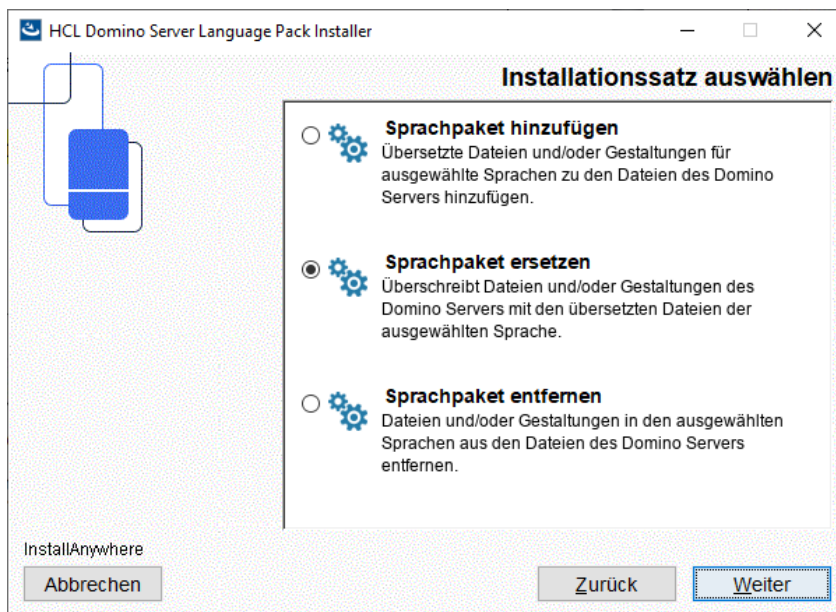 HCL Domino Server Language Pack Installer
Installationssatz auswählen
Sprachpaket hinzufügen
Übersetzte Dateien und/oder Gestaltungen für
ausgewählte Sprachen zu den Dateien des Domino
Servers hinzufügen.
Sprachpaket ersetzen
Überschreibt Dateien und/oder Gestaltungen des
Domino Servers mit den übersetzten Dateien der
ausgewählten Sprache.
Sprachpaket entfernen
Dateien und/oder Gestaltungen in den ausgewählten
Sprachen aus den Dateien des Domino Servers
entfernen.
InstallAnywhere
Abbrechen
Zurück
Weiter